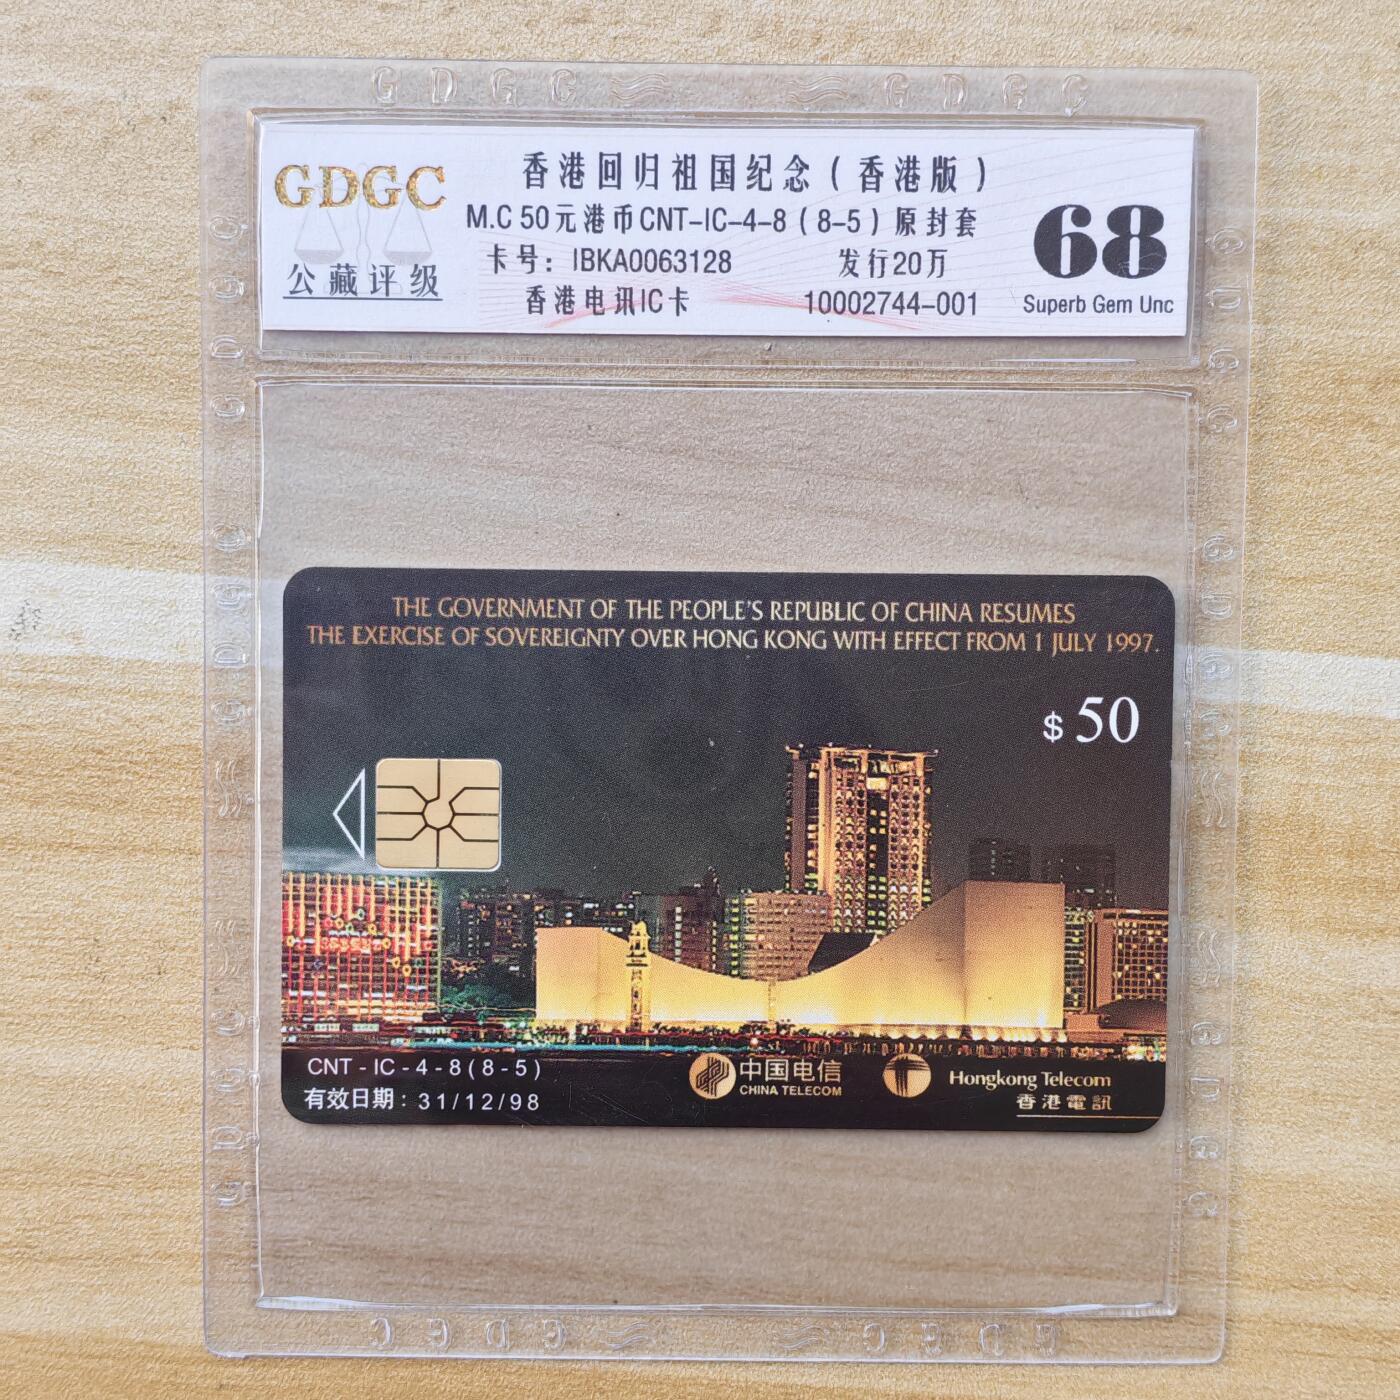 G D G C G D G C
GDGC
公藏评级
香港回归祖国纪念(香港版)
M.C 50元港币CNT-IC-4-8(8-5)原封套
卡号: IBKA0063128 发行20万
香港电讯IC卡 10002744-001
68
Superb Gem Unc
THE GOVERNMENT OF THE PEOPLE'S REPUBLIC OF CHINA RESUMES
THE EXERCISE OF SOVEREIGNTY OVER HONG KONG WITH EFFECT FROM 1 JULY 1997.
$50
CNT-IC-4-8(8-5)
有效日期: 31/12/98
中国电信
CHINA TELECOM
Hongkong Telecom
香港電訊